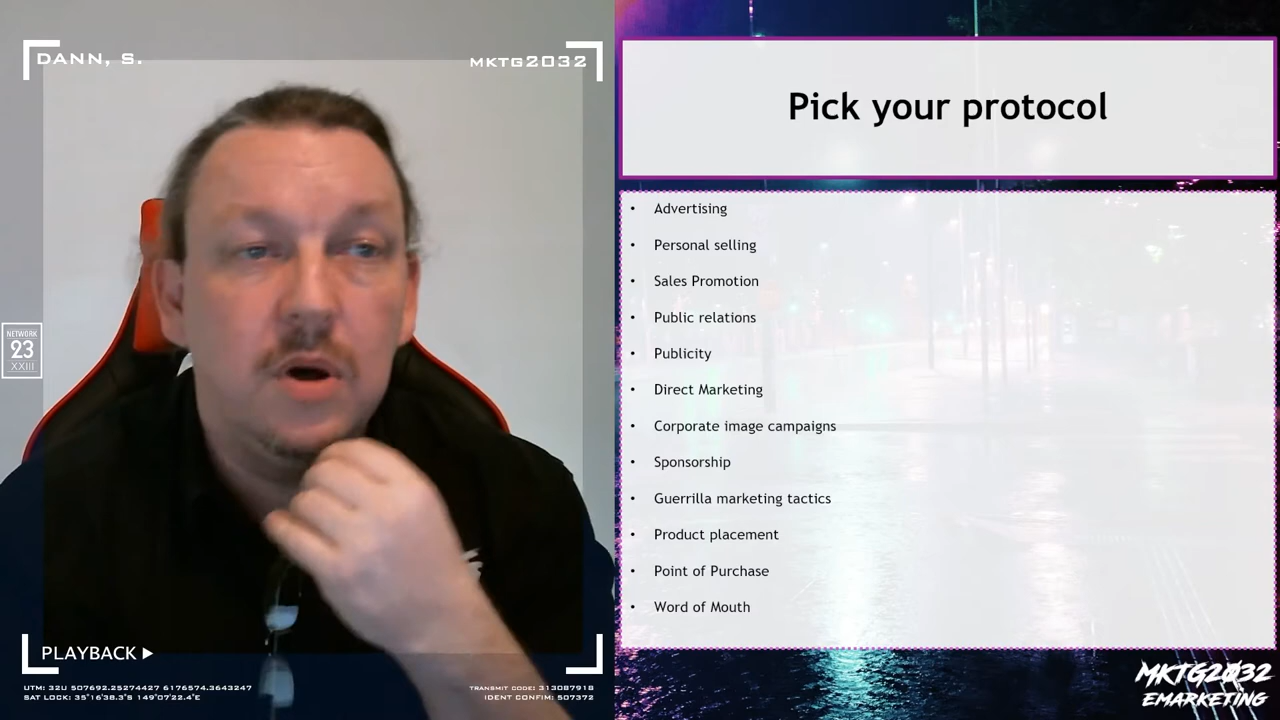 DANN, S.
MKTG2032
NETWORK
23
XXIII
PLAYBACK
UTM: 32U 507692.25274427 6176574.3643247
SAT LOCK: 35°16'38.3"S 149°07'22.4"E
TRANSMIT CODE: 313087918
IDENT CONFIM: 507372
Pick your protocol
• Advertising
• Personal selling
• Sales Promotion
• Public relations
• Publicity
• Direct Marketing
• Corporate image campaigns
• Sponsorship
• Guerrilla marketing tactics
• Product placement
• Point of Purchase
• Word of Mouth
MKTG2032
EMARKETING